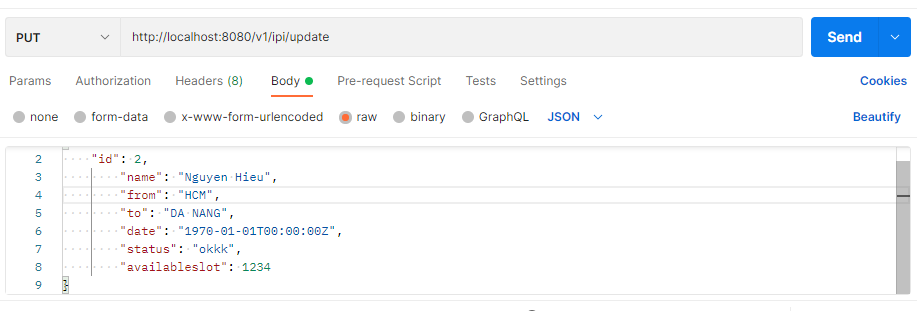 PUT http://localhost:8080/v1/ipi/update Send
Params Authorization Headers (8) Body Pre-request Script Tests Settings Cookies
none form-data x-www-form-urlencoded raw binary GraphQL JSON Beautify
2 "id": 2,
3 "name": "Nguyen Hieu",
4 "from": "HCM",
5 "to": "DA NANG",
6 "date": "1970-01-01T00:00:00Z",
7 "status": "okkk",
8 "availableslot": 1234
9 }